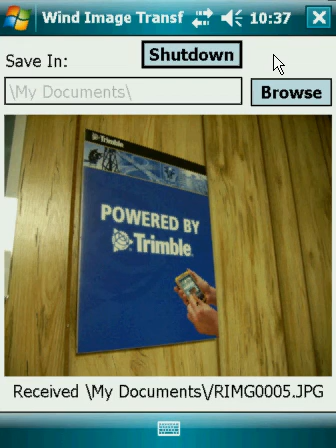 Wind Image Transf 10:37
Shutdown
Save In:
\My Documents\
Browse
Trimble
POWERED BY
Trimble
Received \My Documents\/RIMG0005.JPG